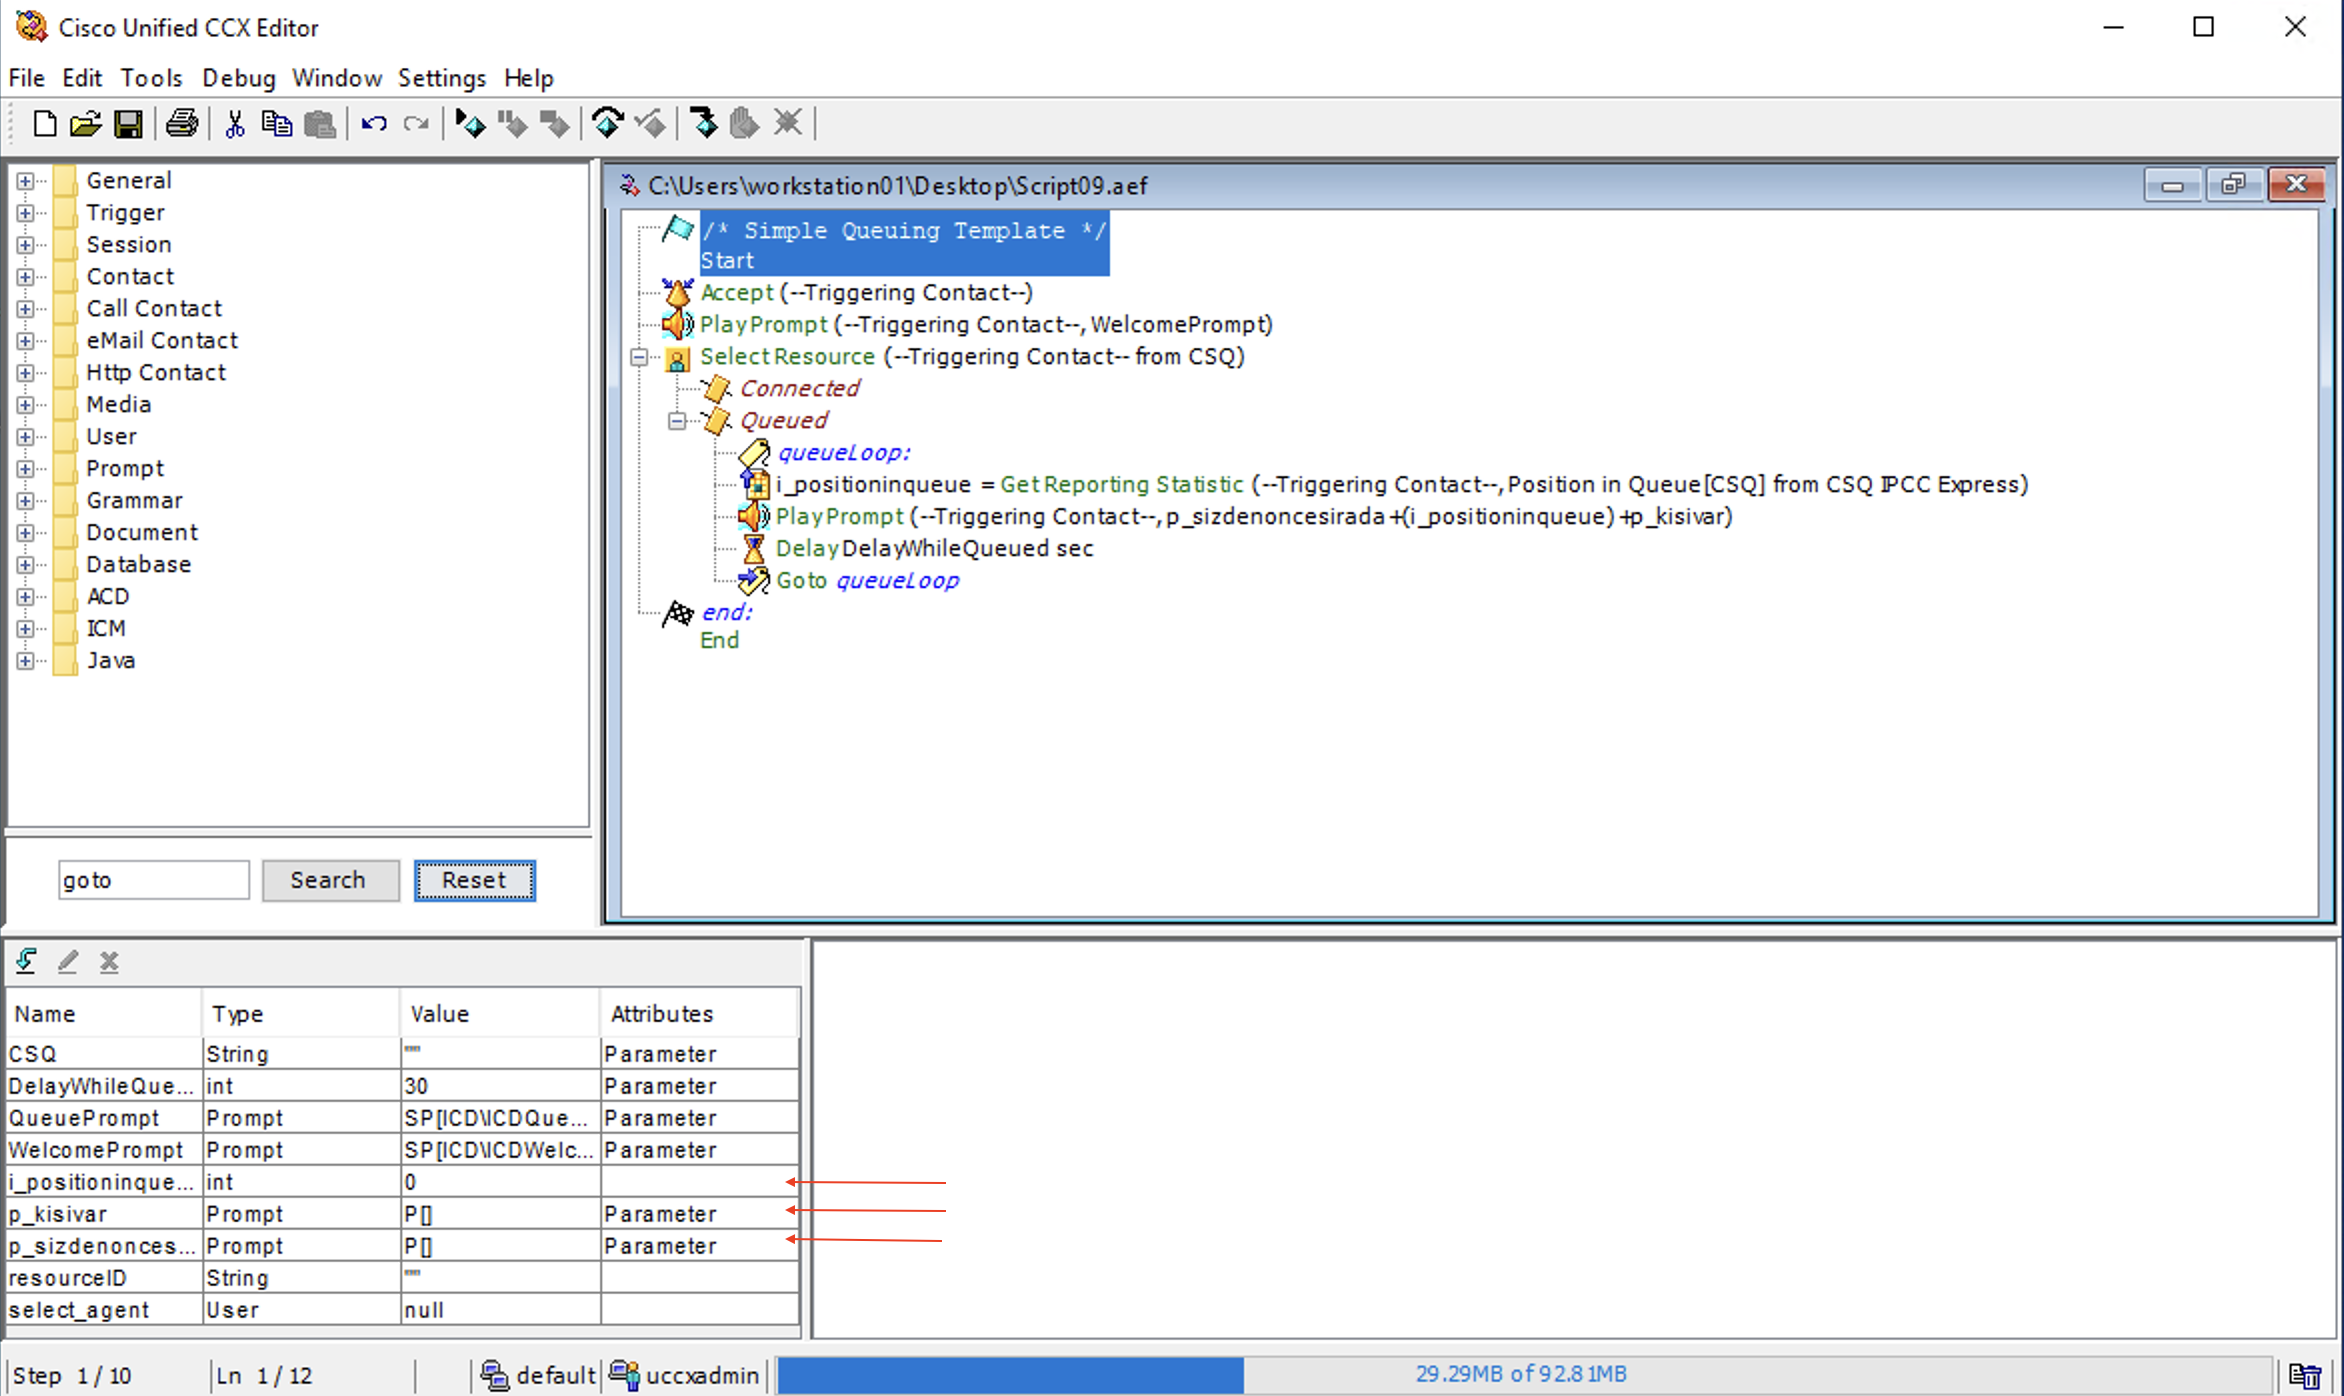 Cisco Unified CCX Editor
File Edit Tools Debug Window Settings Help
General
Trigger
Session
Contact
Call Contact
eMail Contact
Http Contact
Media
User
Prompt
Grammar
Document
Database
ACD
ICM
Java
goto Search Reset
C:\Users\workstation01\Desktop\Script09.aef
/* Simple Queuing Template */
Start
Accept (--Triggering Contact--)
Play Prompt (--Triggering Contact--, WelcomePrompt)
Select Resource (--Triggering Contact-- from CSQ)
Connected
Queued
queueLoop:
i_positioninqueue = Get Reporting Statistic (--Triggering Contact--, Position in Queue[CSQ] from CSQ IPCC Express)
Play Prompt (--Triggering Contact--, p_sizdenoncesirada+(i_positioninqueue)+p_kisivar)
Delay DelayWhileQueued sec
Goto queueLoop
end:
End
Name Type Value Attributes
CSQ String "" Parameter
DelayWhileQue... int 30 Parameter
QueuePrompt Prompt SP[ICD\ICDQue... Parameter
WelcomePrompt Prompt SP[ICD\ICDWelc... Parameter
i_positioninque... int 0
p_kisivar Prompt P[] Parameter
p_sizdenonces... Prompt P[] Parameter
resourceID String ""
select_agent User null
Step 1 / 10 Ln 1 / 12 default uccxadmin 29.29MB of 92.81MB